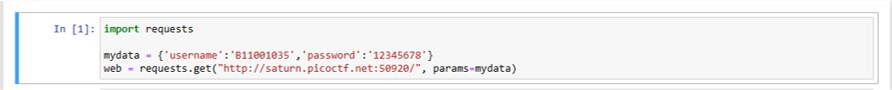 In [1]: import requests
mydata = {'username':'B11001035','password':'12345678'}
web = requests.get("http://saturn.picoctf.net:50920/", params=mydata)